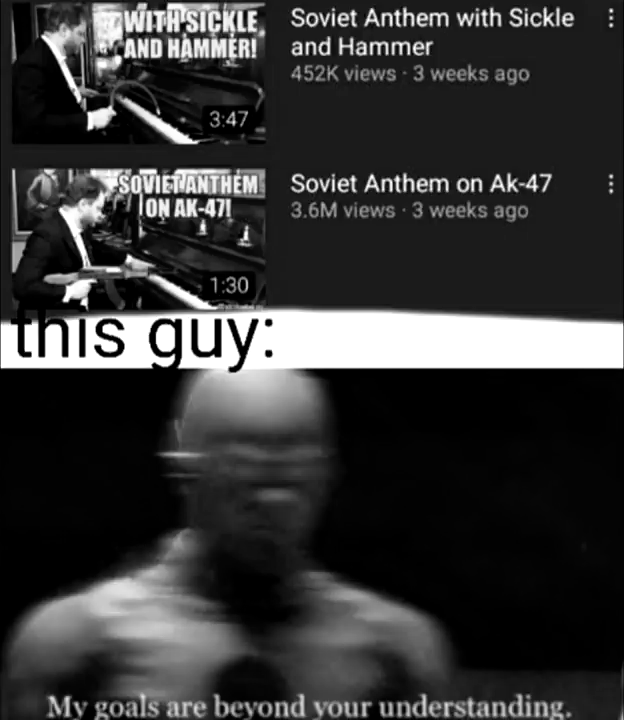 WITH SICKLE
AND HAMMER!
3:47
Soviet Anthem with Sickle
and Hammer
452K views · 3 weeks ago
SOVIET ANTHEM
ON AK-47!
1:30
Soviet Anthem on Ak-47
3.6M views · 3 weeks ago
this guy:
My goals are beyond your understanding.